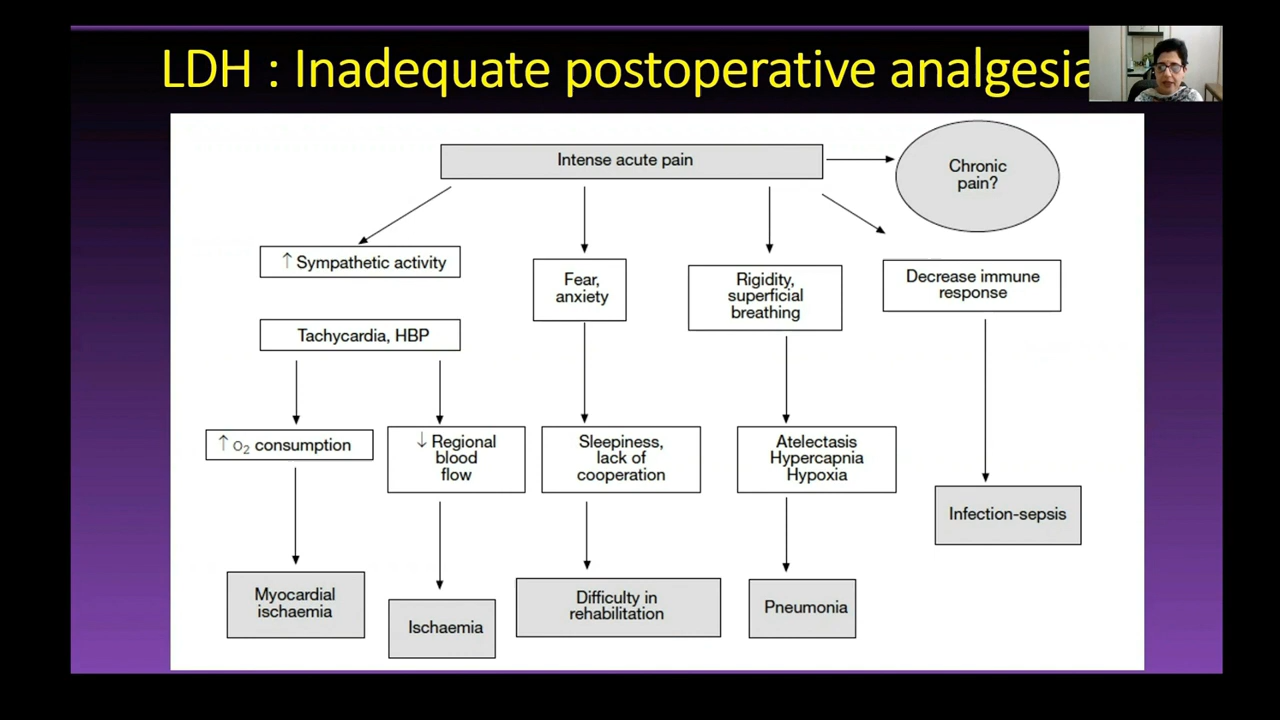 LDH : Inadequate postoperative analgesia
Intense acute pain
Chronic
pain?
↑ Sympathetic activity
Fear,
anxiety
Rigidity,
superficial
breathing
Decrease immune
response
Tachycardia, HBP
↑ O₂ consumption
↓ Regional
blood
flow
Sleepiness,
lack of
cooperation
Atelectasis
Hypercapnia
Hypoxia
Infection-sepsis
Myocardial
ischaemia
Ischaemia
Difficulty in
rehabilitation
Pneumonia